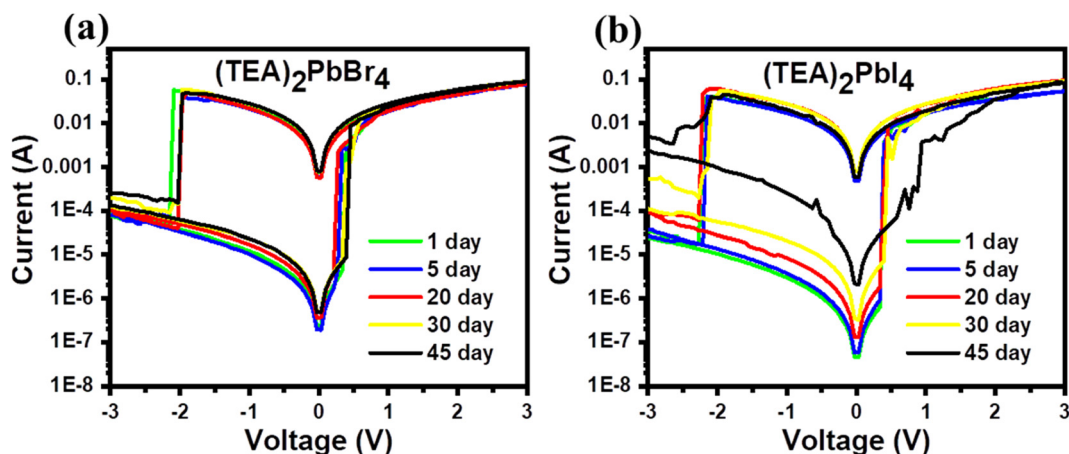 (a)
(TEA)2PbBr4
Current (A)
0.1
0.01
0.001
1E-4
1E-5
1E-6
1E-7
1E-8
1 day
5 day
20 day
30 day
45 day
-3 -2 -1 0 1 2 3
Voltage (V)
(b)
(TEA)2PbI4
Current (A)
0.1
0.01
0.001
1E-4
1E-5
1E-6
1E-7
1E-8
1 day
5 day
20 day
30 day
45 day
-3 -2 -1 0 1 2 3
Voltage (V)